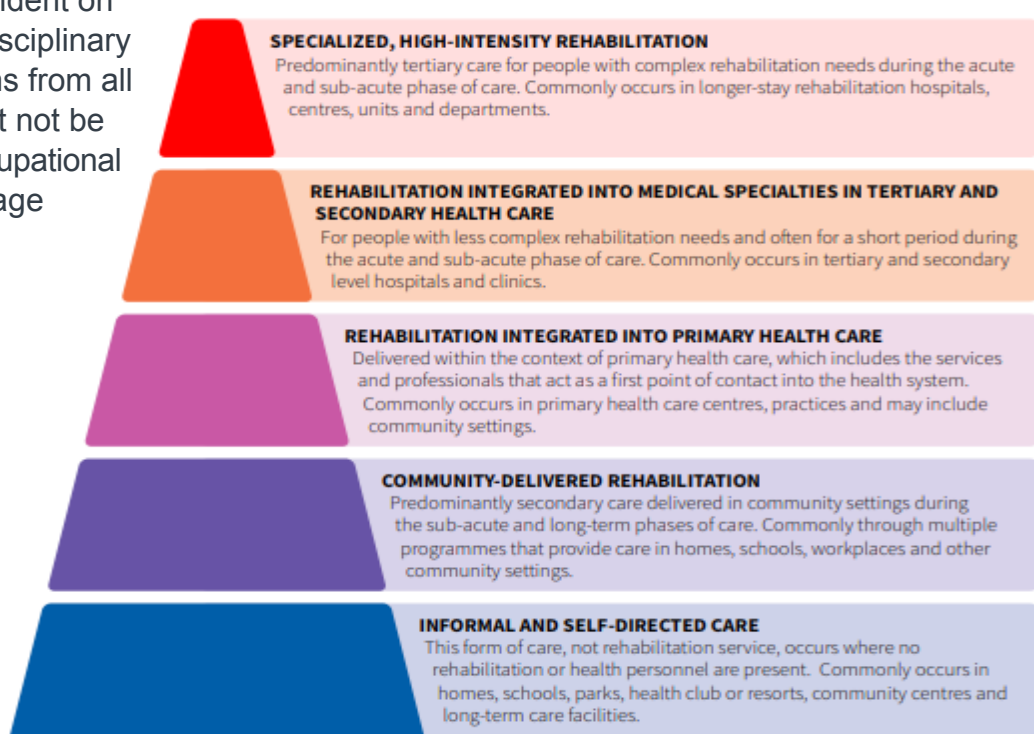 ndent on
sciplinary
ns from all
t not be
upational
age
SPECIALIZED, HIGH-INTENSITY REHABILITATION
Predominantly tertiary care for people with complex rehabilitation needs during the acute
and sub-acute phase of care. Commonly occurs in longer-stay rehabilitation hospitals,
centres, units and departments.
REHABILITATION INTEGRATED INTO MEDICAL SPECIALTIES IN TERTIARY AND
SECONDARY HEALTH CARE
For people with less complex rehabilitation needs and often for a short period during
the acute and sub-acute phase of care. Commonly occurs in tertiary and secondary
level hospitals and clinics.
REHABILITATION INTEGRATED INTO PRIMARY HEALTH CARE
Delivered within the context of primary health care, which includes the services
and professionals that act as a first point of contact into the health system.
Commonly occurs in primary health care centres, practices and may include
community settings.
COMMUNITY-DELIVERED REHABILITATION
Predominantly secondary care delivered in community settings during
the sub-acute and long-term phases of care. Commonly through multiple
programmes that provide care in homes, schools, workplaces and other
community settings.
INFORMAL AND SELF-DIRECTED CARE
This form of care, not rehabilitation service, occurs where no
rehabilitation or health personnel are present. Commonly occurs in
homes, schools, parks, health club or resorts, community centres and
long-term care facilities.